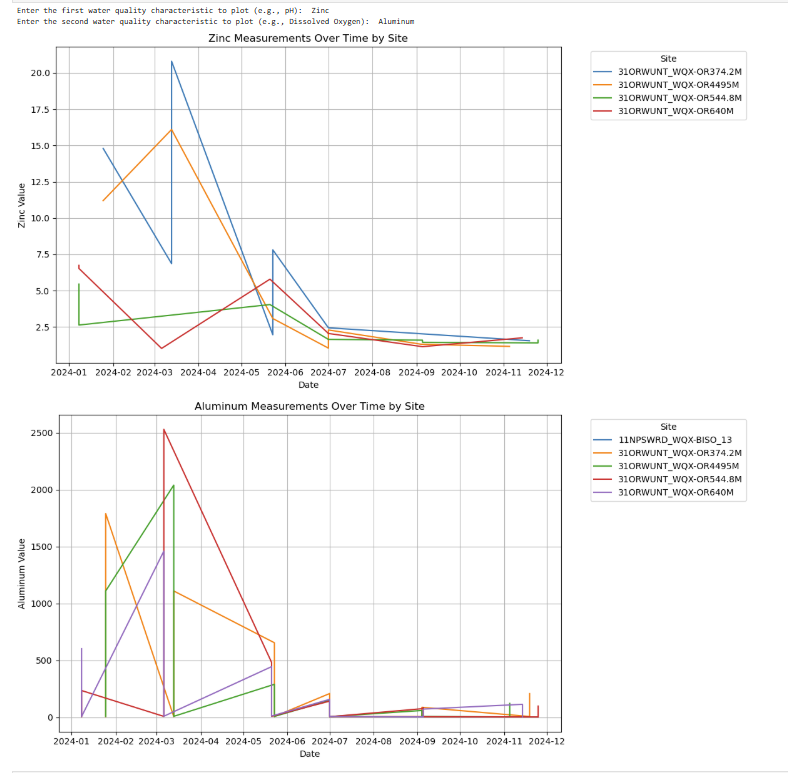 Enter the first water quality characteristic to plot (e.g., pH): Zinc
Enter the second water quality characteristic to plot (e.g., Dissolved Oxygen): Aluminum
Zinc Measurements Over Time by Site
Site
31ORWUNT_WQX-OR374.2M
31ORWUNT_WQX-OR4495M
31ORWUNT_WQX-OR544.8M
31ORWUNT_WQX-OR640M
20.0
17.5
15.0
12.5
10.0
7.5
5.0
2.5
Zinc Value
2024-01 2024-02 2024-03 2024-04 2024-05 2024-06 2024-07 2024-08 2024-09 2024-10 2024-11 2024-12
Date
Aluminum Measurements Over Time by Site
Site
11NPSWRD_WQX-BISO_13
31ORWUNT_WQX-OR374.2M
31ORWUNT_WQX-OR4495M
31ORWUNT_WQX-OR544.8M
31ORWUNT_WQX-OR640M
2500
2000
1500
1000
500
0
Aluminum Value
2024-01 2024-02 2024-03 2024-04 2024-05 2024-06 2024-07 2024-08 2024-09 2024-10 2024-11 2024-12
Date